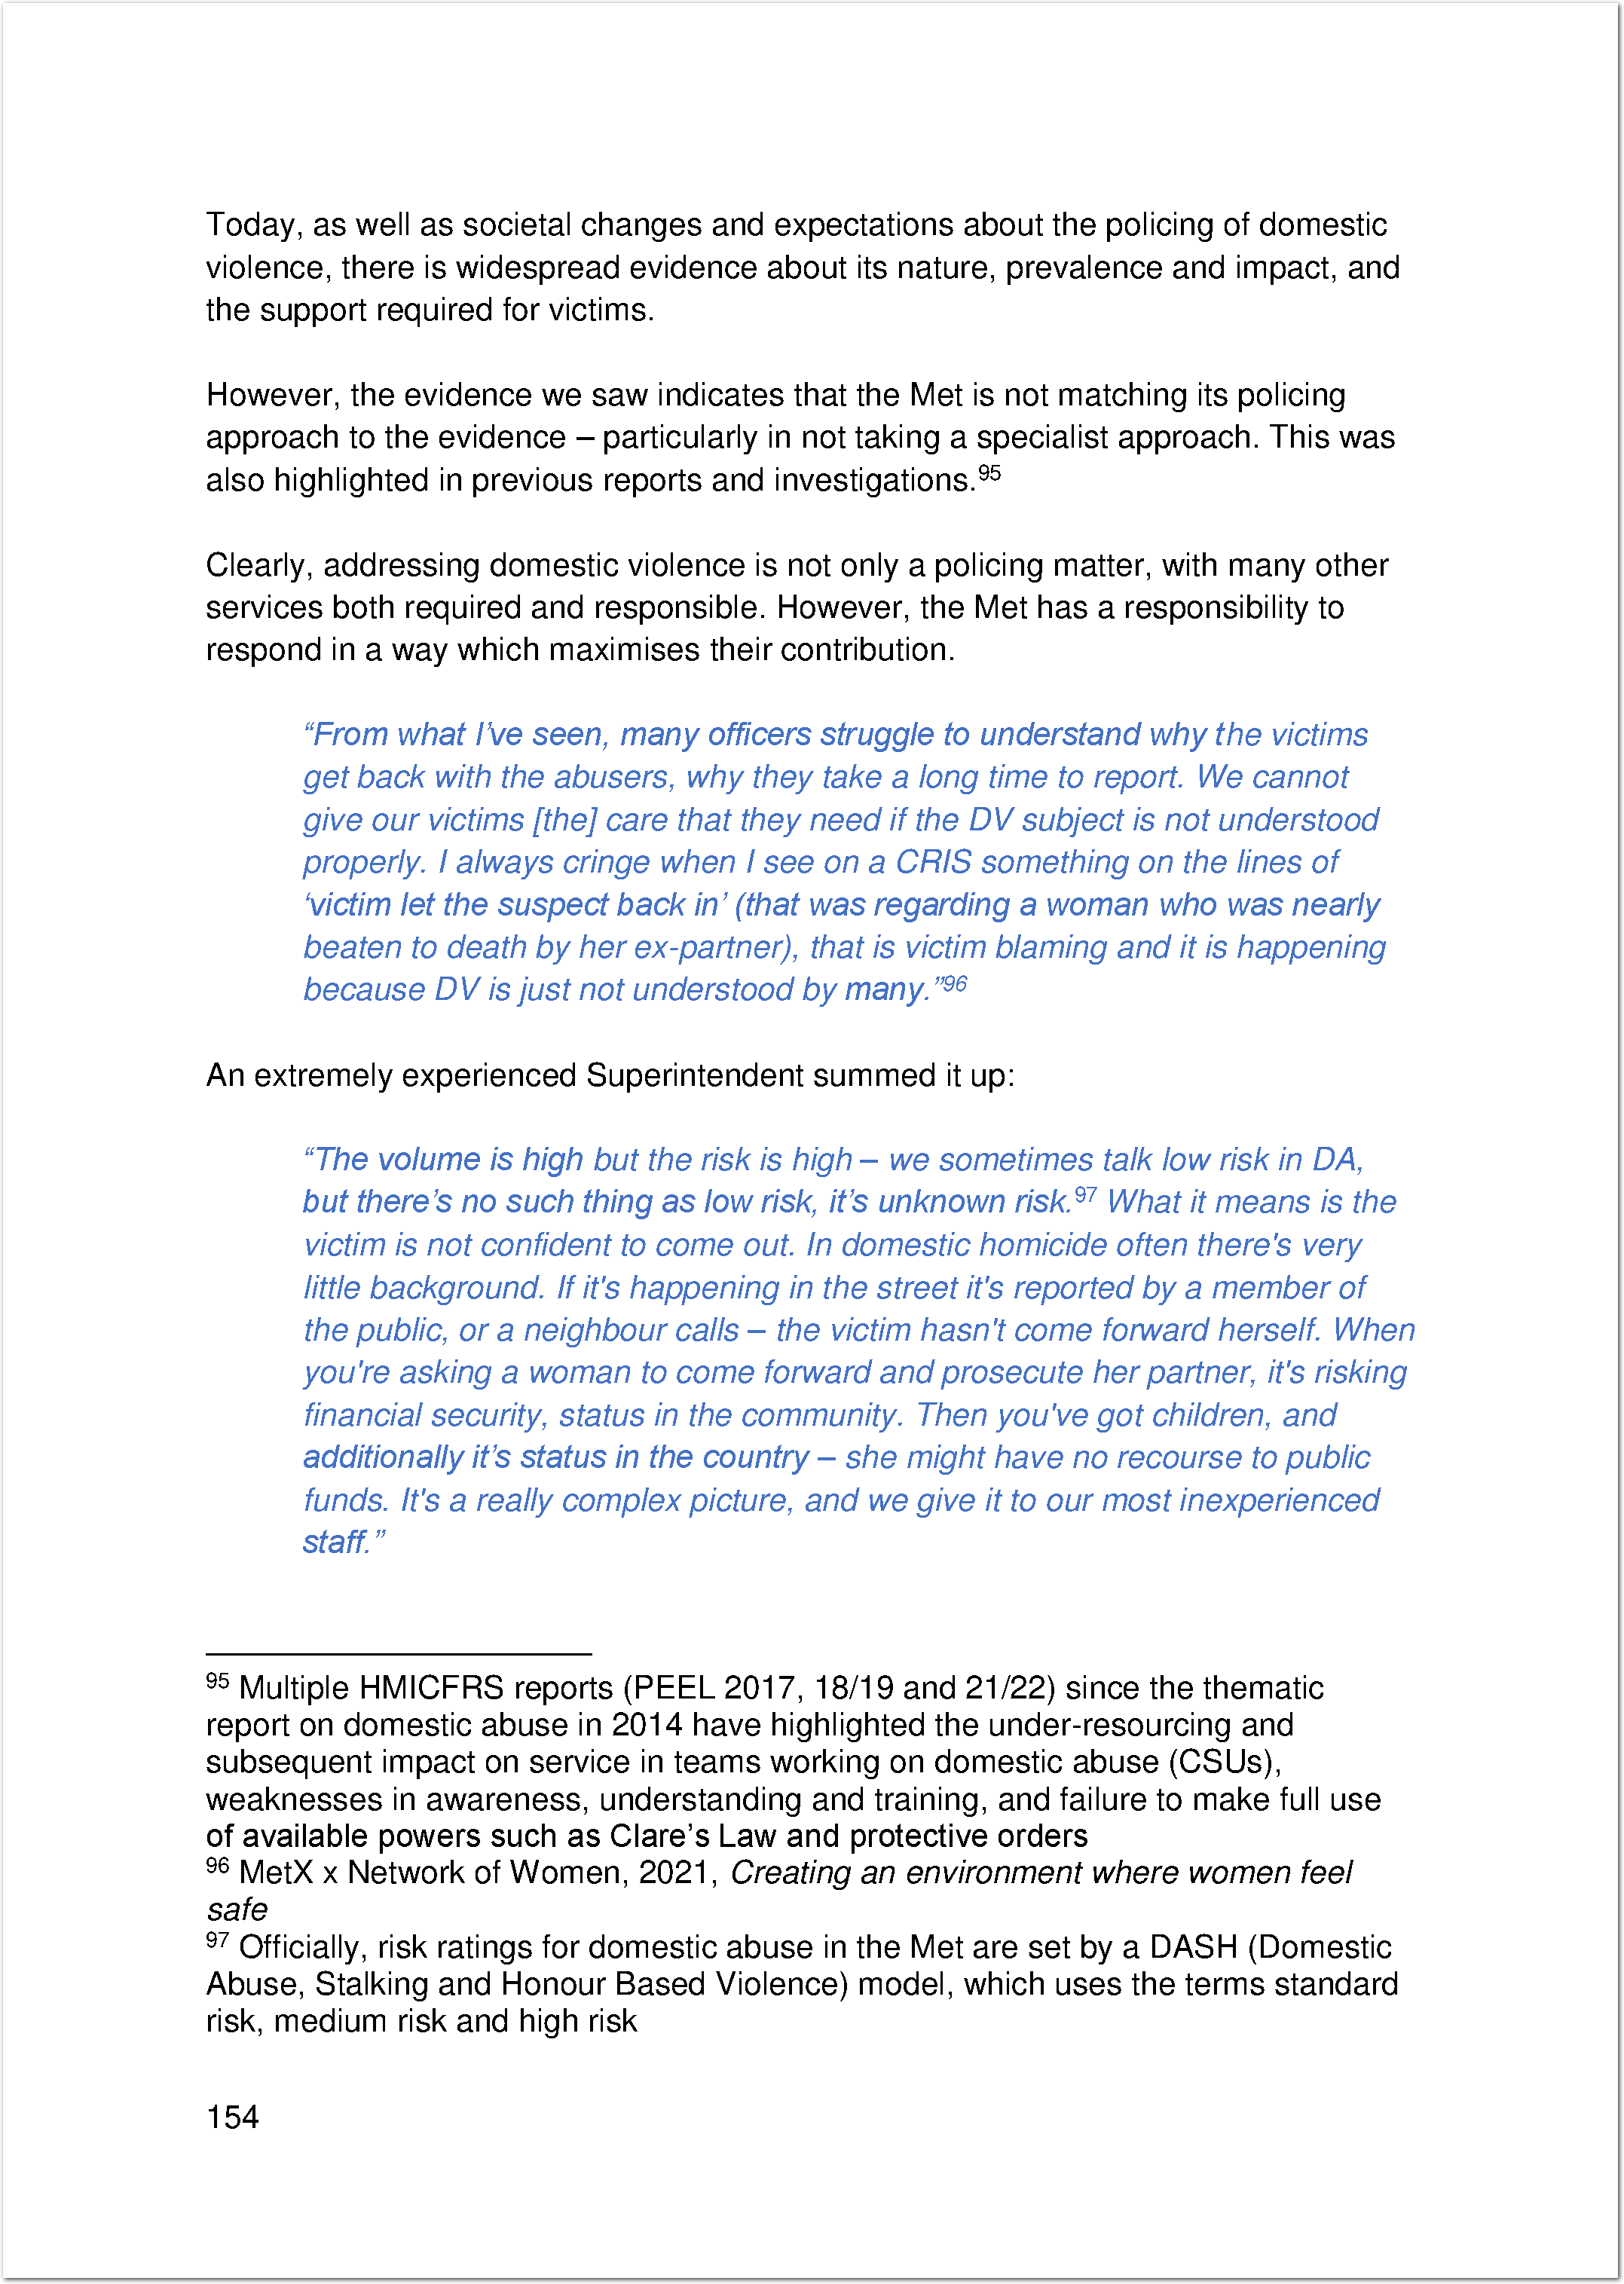 Today, as well as societal changes and expectations about the policing of domestic
violence, there is widespread evidence about its nature, prevalence and impact, and
the support required for victims.
However, the evidence we saw indicates that the Met is not matching its policing
approach to the evidence – particularly in not taking a specialist approach. This was
also highlighted in previous reports and investigations.95
Clearly, addressing domestic violence is not only a policing matter, with many other
services both required and responsible. However, the Met has a responsibility to
respond in a way which maximises their contribution.
“From what I’ve seen, many officers struggle to understand why the victims
get back with the abusers, why they take a long time to report. We cannot
give our victims [the] care that they need if the DV subject is not understood
properly. I always cringe when I see on a CRIS something on the lines of
‘victim let the suspect back in’ (that was regarding a woman who was nearly
beaten to death by her ex-partner), that is victim blaming and it is happening
because DV is just not understood by many.”96
An extremely experienced Superintendent summed it up:
“The volume is high but the risk is high – we sometimes talk low risk in DA,
but there’s no such thing as low risk, it’s unknown risk.97 What it means is the
victim is not confident to come out. In domestic homicide often there's very
little background. If it's happening in the street it's reported by a member of
the public, or a neighbour calls – the victim hasn't come forward herself. When
you're asking a woman to come forward and prosecute her partner, it's risking
financial security, status in the community. Then you've got children, and
additionally it’s status in the country – she might have no recourse to public
funds. It's a really complex picture, and we give it to our most inexperienced
staff.”
95 Multiple HMICFRS reports (PEEL 2017, 18/19 and 21/22) since the thematic
report on domestic abuse in 2014 have highlighted the under-resourcing and
subsequent impact on service in teams working on domestic abuse (CSUs),
weaknesses in awareness, understanding and training, and failure to make full use
of available powers such as Clare’s Law and protective orders
96 MetX x Network of Women, 2021, Creating an environment where women feel
safe
97 Officially, risk ratings for domestic abuse in the Met are set by a DASH (Domestic
Abuse, Stalking and Honour Based Violence) model, which uses the terms standard
risk, medium risk and high risk
154